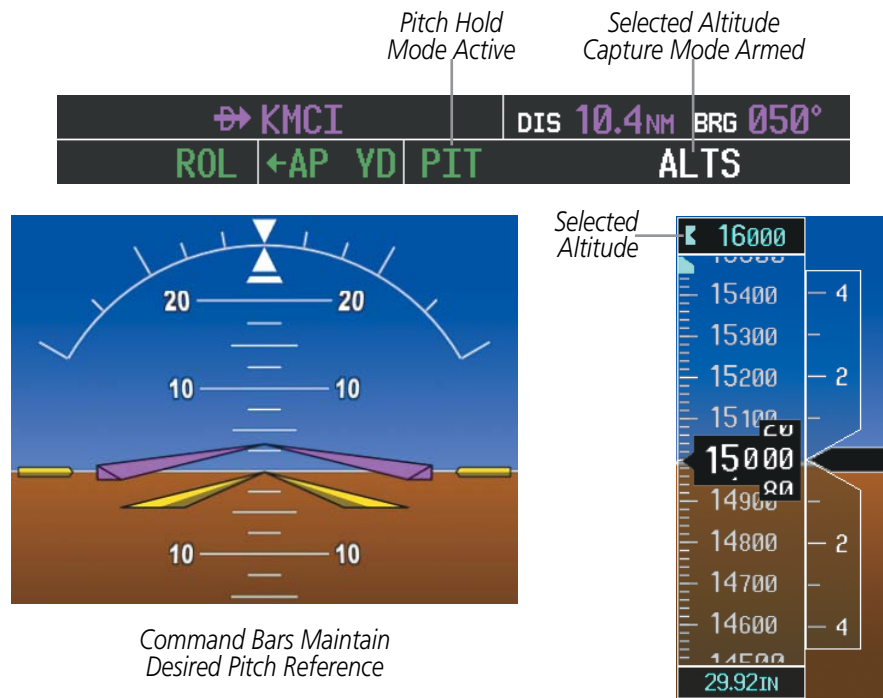 Pitch Hold
Mode Active
Selected Altitude
Capture Mode Armed
KMCI
DIS 10.4NM BRG 050°
ROL ←AP YD PIT ALTS
20 20
10 10
10 10
Command Bars Maintain
Desired Pitch Reference
Selected
Altitude
16000
15400 4
15300
15200 2
15100
20
15000
80
14900
14800 2
14700
14600 4
29.92IN